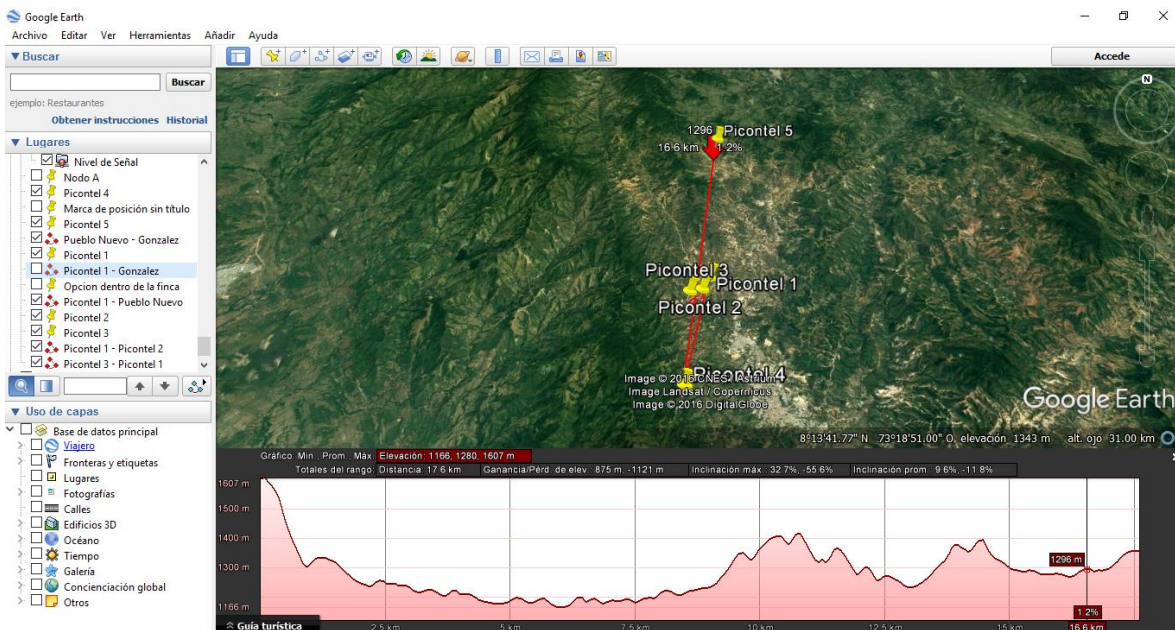 Google Earth
Archivo Editar Ver Herramientas Añadir Ayuda
▼ Buscar
Accede
Buscar
ejemplo: Restaurantes
Obtener instrucciones Historial
▼ Lugares
Nivel de Señal
Nodo A
Picontel 4
Marca de posición sin título
Picontel 5
Pueblo Nuevo - Gonzalez
Picontel 1
Picontel 1 - Gonzalez
Opcion dentro de la finca
Picontel 1 - Pueblo Nuevo
Picontel 2
Picontel 3
Picontel 1 - Picontel 2
Picontel 3 - Picontel 1
▼ Uso de capas
Base de datos principal
Viajero
Fronteras y etiquetas
Lugares
Fotografías
Calles
Edificios 3D
Océano
Tiempo
Galería
Concienciación global
Otros
N
1296 Picontel 5
16.6 km 1.2%
Picontel 3
Picontel 1
Picontel 2
Picontel 4
Image © 2016 CNES / Astrium
Image Landsat / Copernicus
Image © 2016 DigitalGlobe
Google Earth
8°13'41.77" N 73°18'51.00" O elevación 1343 m alt. ojo 31.00 km
Gráfico: Mín., Prom., Máx. Elevación: 1166, 1280, 1607 m
Totales del rango: Distancia: 17.6 km Ganancia/Pérd. de elev.: 875 m, -1121 m Inclinación máx.: 32.7%, -55.6% Inclinación prom.: 9.6%, -11.8%
1607 m
1500 m
1400 m
1300 m
1166 m
1296 m
1.2%
Guía turística
2.5 km 5 km 7.5 km 10 km 12.5 km 15 km 16.6 km